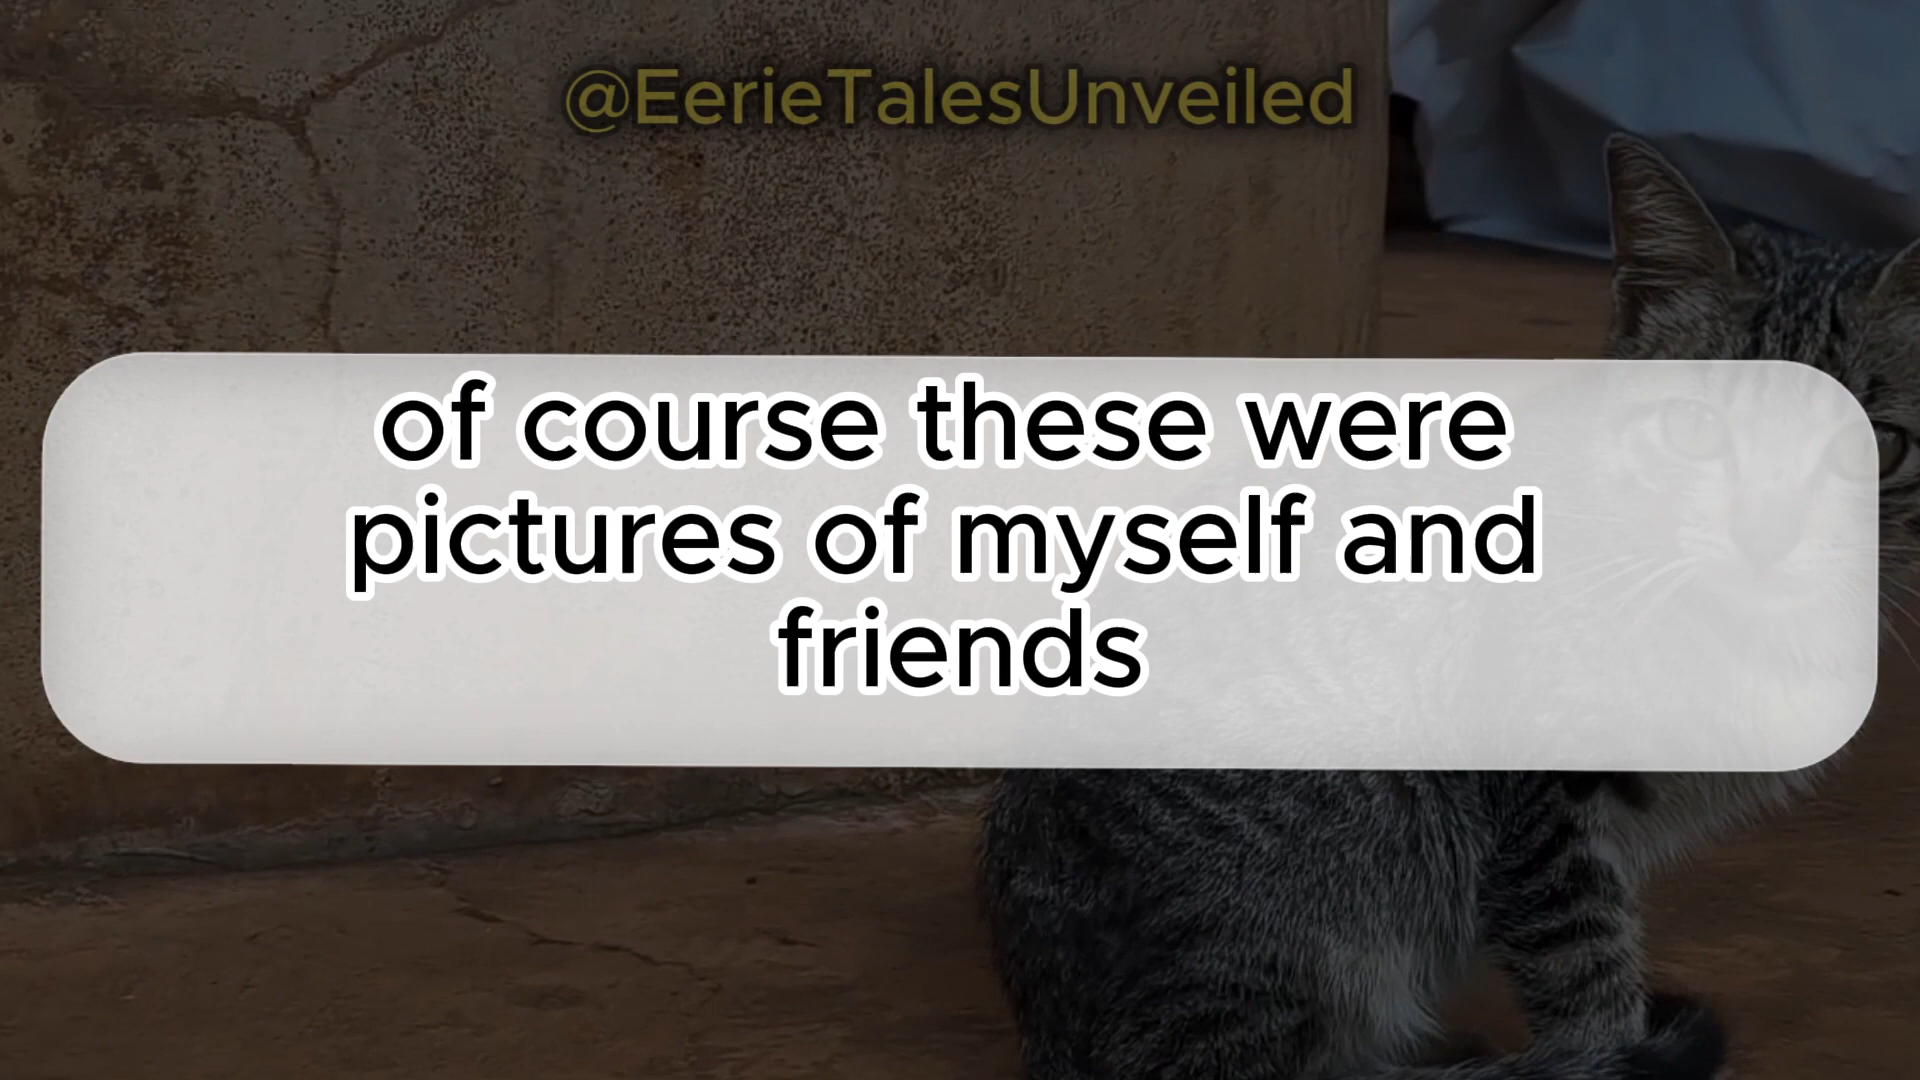 @EerieTalesUnveiled
of course these were
pictures of myself and
friends